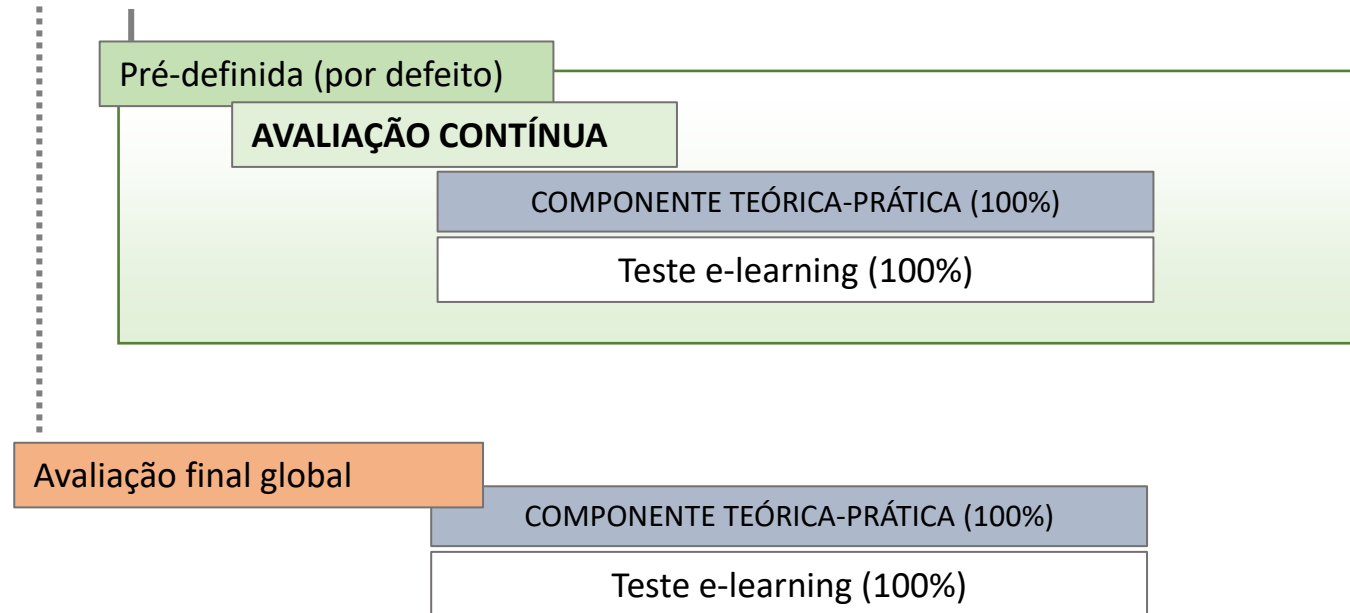 Pré-definida (por defeito)
AVALIAÇÃO CONTÍNUA
COMPONENTE TEÓRICA-PRÁTICA (100%)
Teste e-learning (100%)
Avaliação final global
COMPONENTE TEÓRICA-PRÁTICA (100%)
Teste e-learning (100%)